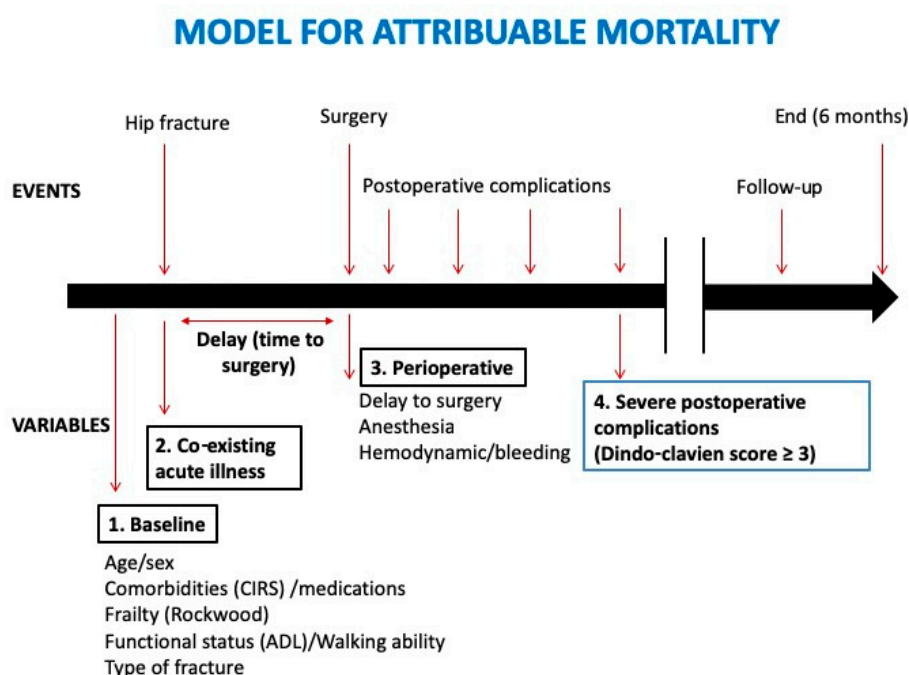 MODEL FOR ATTRIBUABLE MORTALITY
Hip fracture
Surgery
End (6 months)
EVENTS
Postoperative complications
Follow-up
Delay (time to
surgery)
VARIABLES
1. Baseline
Age/sex
Comorbidities (CIRS) /medications
Frailty (Rockwood)
Functional status (ADL)/Walking ability
Type of fracture
2. Co-existing
acute illness
3. Perioperative
Delay to surgery
Anesthesia
Hemodynamic/bleeding
4. Severe postoperative
complications
(Dindo-clavien score ≥ 3)